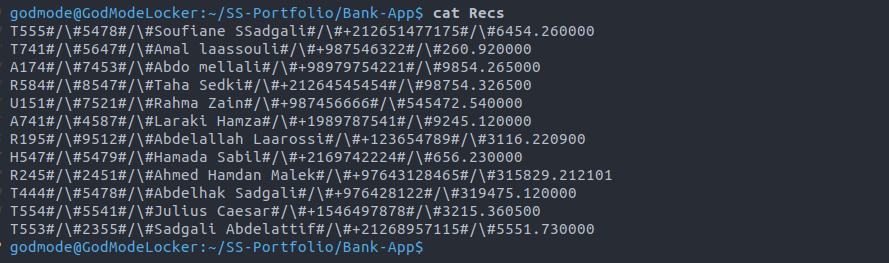 godmode@GodModeLocker:~/SS-Portfolio/Bank-App$ cat Recs
T555#/\#5478#/\#Soufiane SSadgali#/\#+212651477175#/\#6454.260000
T741#/\#5647#/\#Amal laassouli#/\#+987546322#/\#260.920000
A174#/\#7453#/\#Abdo mellali#/\#+98979754221#/\#9854.265000
R584#/\#8547#/\#Taha Sedki#/\#+21264545454#/\#98754.326500
U151#/\#7521#/\#Rahma Zain#/\#+987456666#/\#545472.540000
A741#/\#4587#/\#Laraki Hamza#/\#+1989787541#/\#9245.120000
R195#/\#9512#/\#Abdelallah Laarossi#/\#+123654789#/\#3116.220900
H547#/\#5479#/\#Hamada Sabil#/\#+2169742224#/\#656.230000
R245#/\#2451#/\#Ahmed Hamdan Malek#/\#+97643128465#/\#315829.212101
T444#/\#5478#/\#Abdelhak Sadgali#/\#+976428122#/\#319475.120000
T554#/\#5541#/\#Julius Caesar#/\#+1546497878#/\#3215.360500
T553#/\#2355#/\#Sadgali Abdelattif#/\#+21268957115#/\#5551.730000
godmode@GodModeLocker:~/SS-Portfolio/Bank-App$